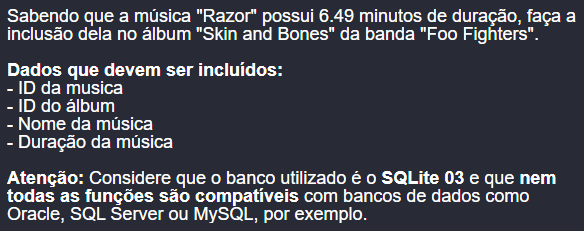 Sabendo que a música "Razor" possui 6.49 minutos de duração, faça a
inclusão dela no álbum "Skin and Bones" da banda "Foo Fighters".
Dados que devem ser incluídos:
- ID da musica
- ID do álbum
- Nome da música
- Duração da música
Atenção: Considere que o banco utilizado é o SQLite 03 e que nem
todas as funções são compatíveis com bancos de dados como
Oracle, SQL Server ou MySQL, por exemplo.